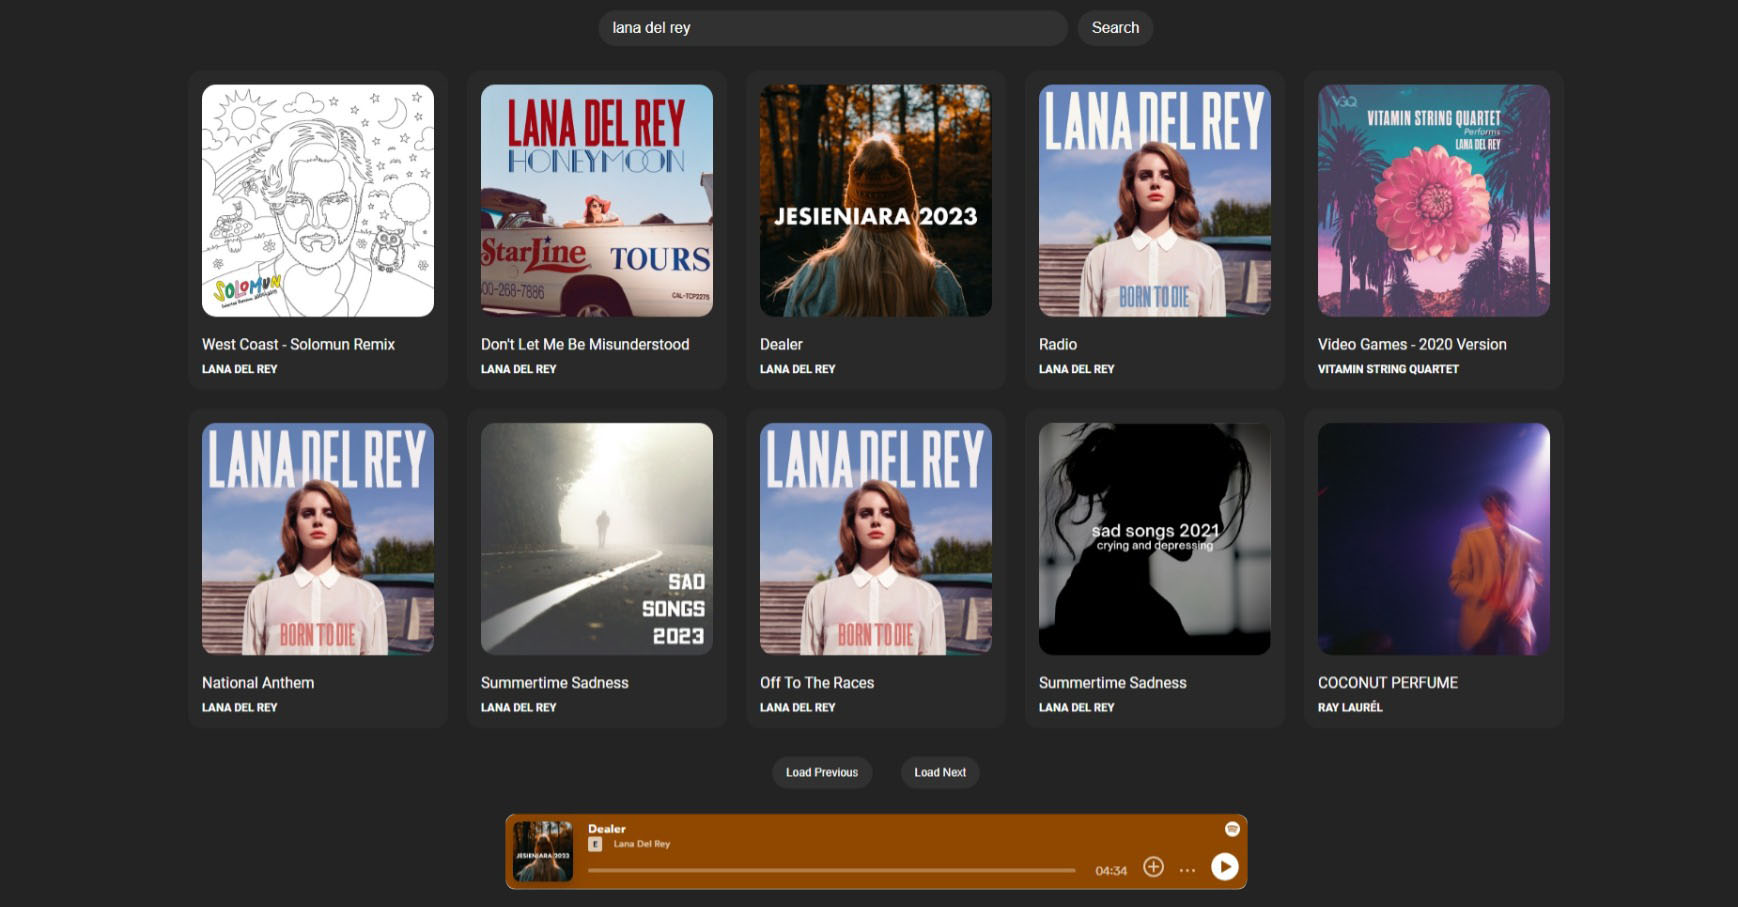 lana del rey
Search
SOLOMUN
LANA DEL REY
HONEYMOON
StarLine TOURS
00-268-7886
CAL-TCP2275
JESIENIARA 2023
LANA DEL REY
BORN TO DIE
VSQ
VITAMIN STRING QUARTET
Performs
LANA DEL REY
West Coast - Solomun Remix
LANA DEL REY
Don't Let Me Be Misunderstood
LANA DEL REY
Dealer
LANA DEL REY
Radio
LANA DEL REY
Video Games - 2020 Version
VITAMIN STRING QUARTET
LANA DEL REY
BORN TO DIE
SAD
SONGS
2023
LANA DEL REY
BORN TO DIE
sad songs 2021
crying and depressing
National Anthem
LANA DEL REY
Summertime Sadness
LANA DEL REY
Off To The Races
LANA DEL REY
Summertime Sadness
LANA DEL REY
COCONUT PERFUME
RAY LAURÉL
Load Previous
Load Next
JESIENIARA 2023
Dealer
E Lana Del Rey
04:34